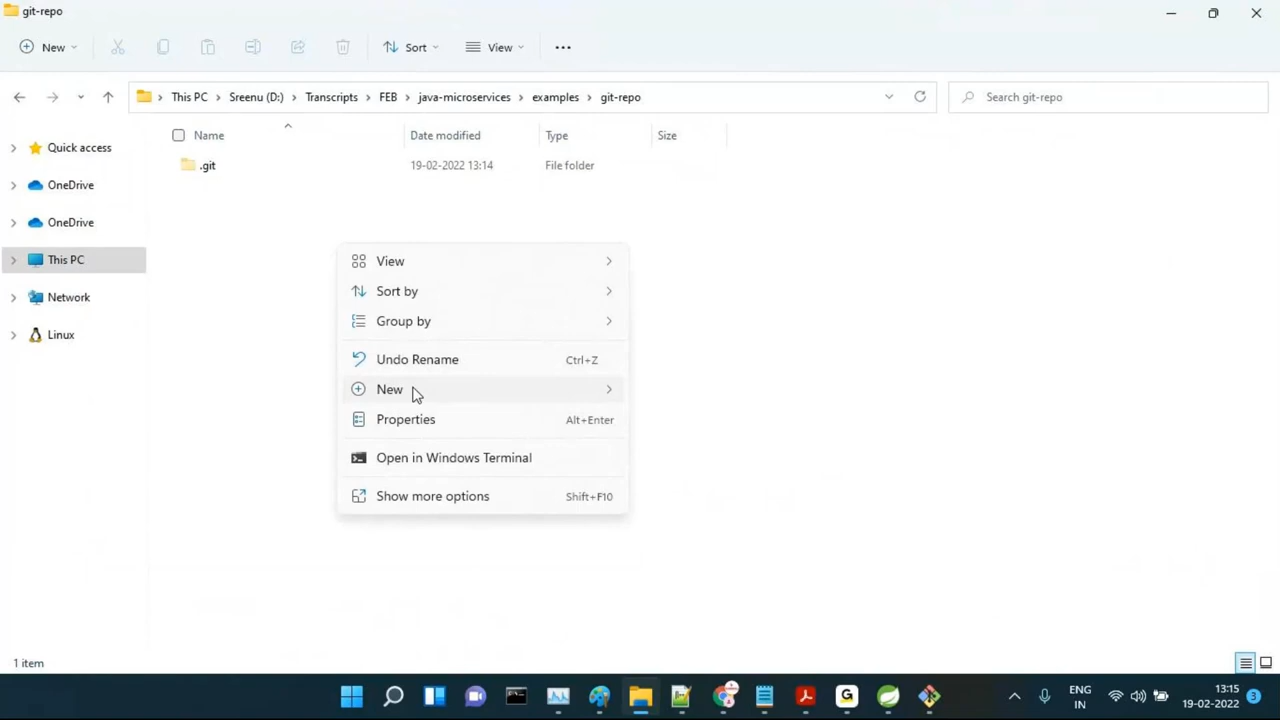 git-repo
New Sort View
This PC Sreenu (D:) Transcripts FEB java-microservices examples git-repo Search git-repo
Name Date modified Type Size
Quick access
.git 19-02-2022 13:14 File folder
OneDrive
OneDrive
This PC
Network
Linux
View
Sort by
Group by
Undo Rename Ctrl+Z
New
Properties Alt+Enter
Open in Windows Terminal
Show more options Shift+F10
1 item
ENG 13:15
IN 19-02-2022 3